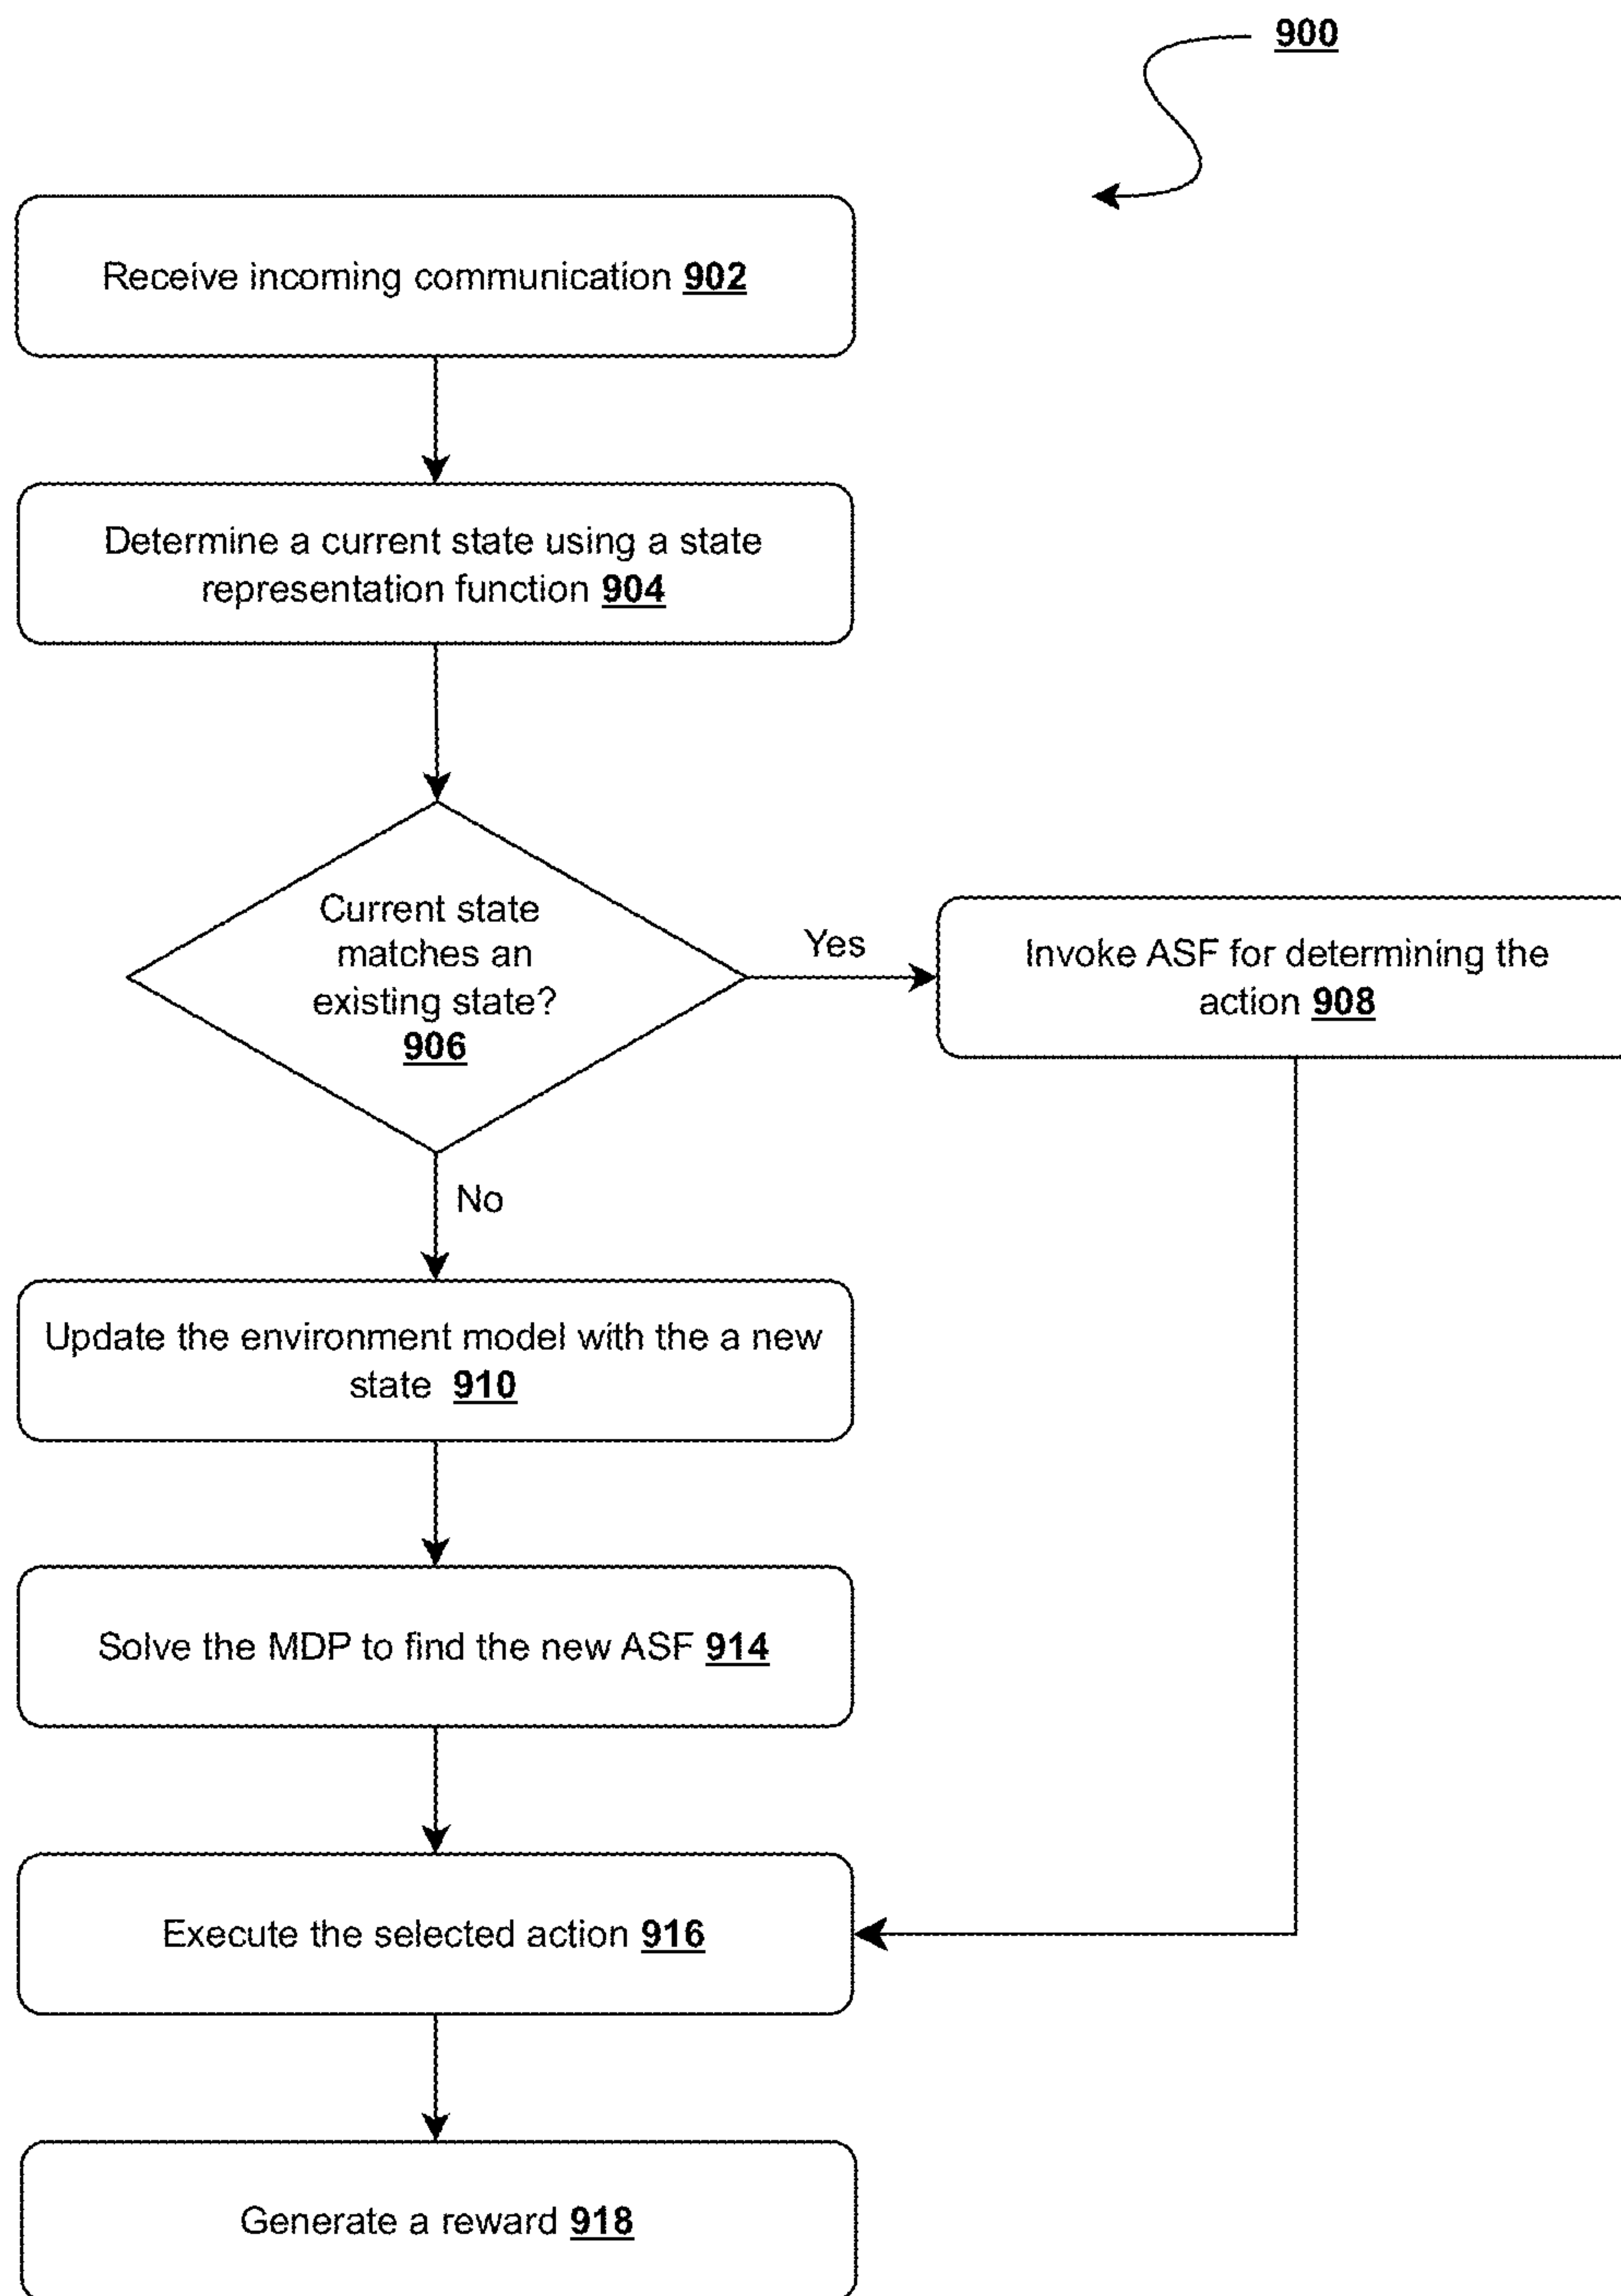 900
Receive incoming communication 902
Determine a current state using a state
representation function 904
Current state
matches an
existing state?
906
Yes
Invoke ASF for determining the
action 908
No
Update the environment model with the a new
state 910
Solve the MDP to find the new ASF 914
Execute the selected action 916
Generate a reward 918